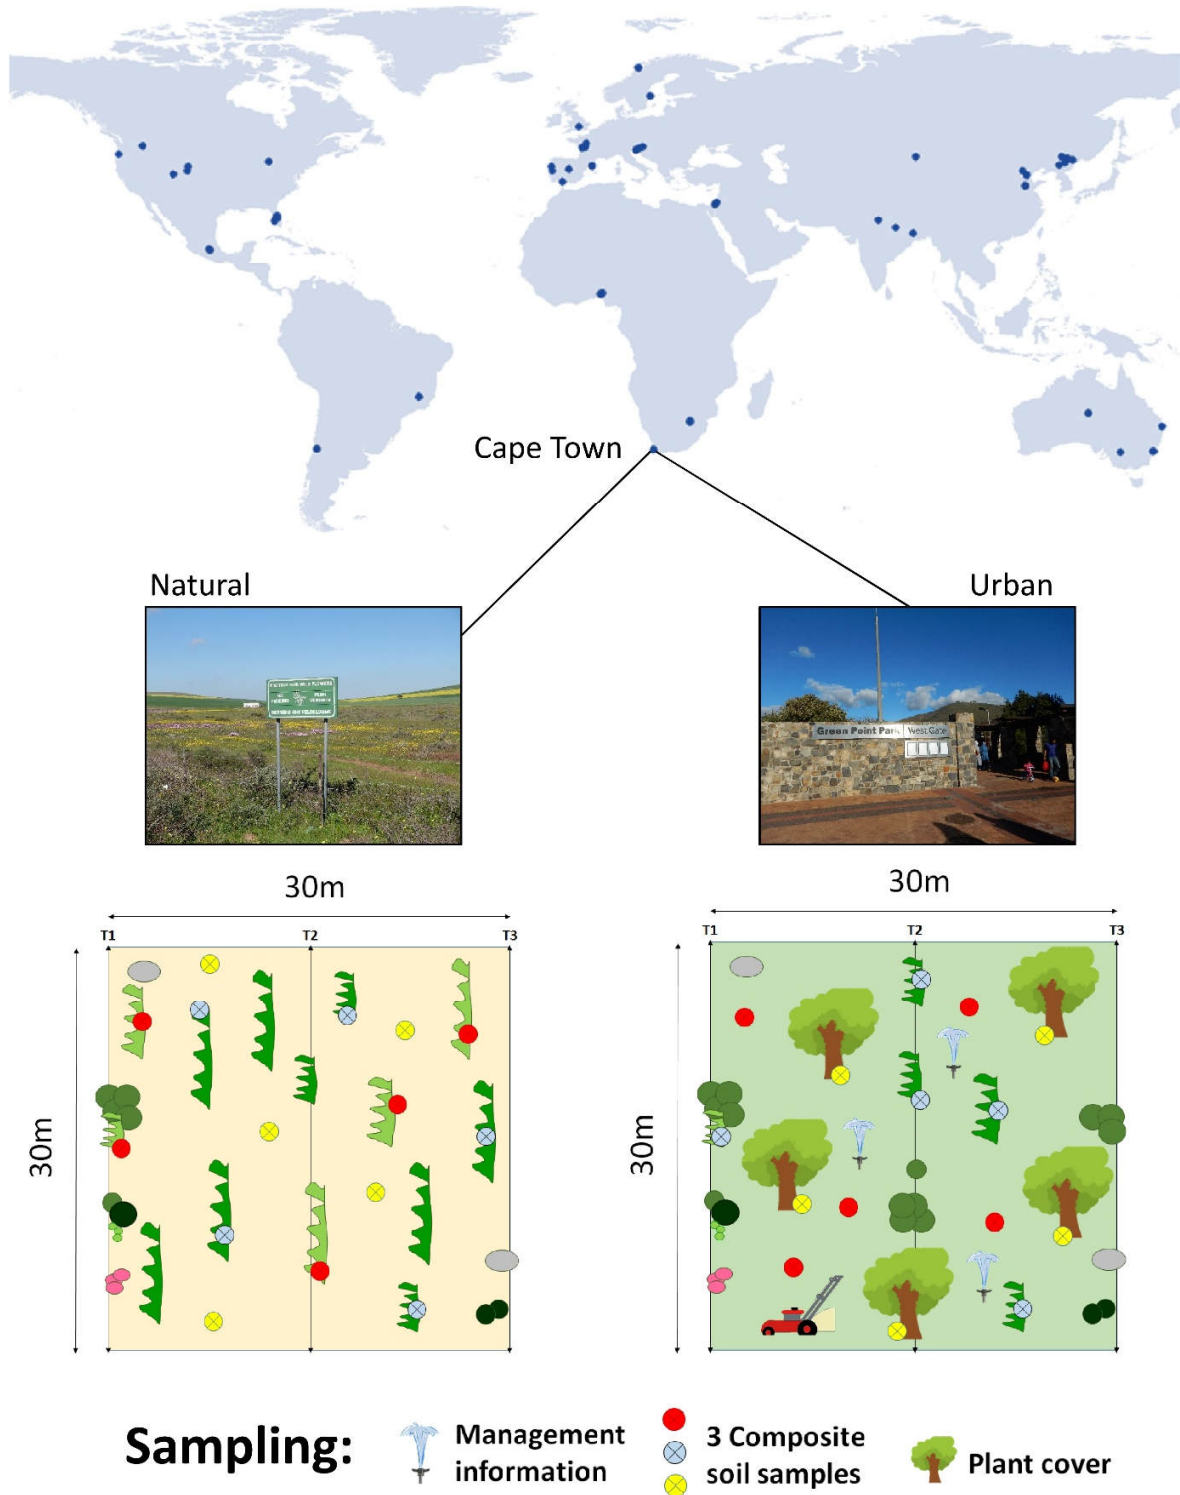 Cape Town
Natural
Urban
Green Point Park
West Gate
30m
30m
T1
T2
T3
T1
T2
T3
30m
30m
Sampling:
Management
information
3 Composite
soil samples
Plant cover